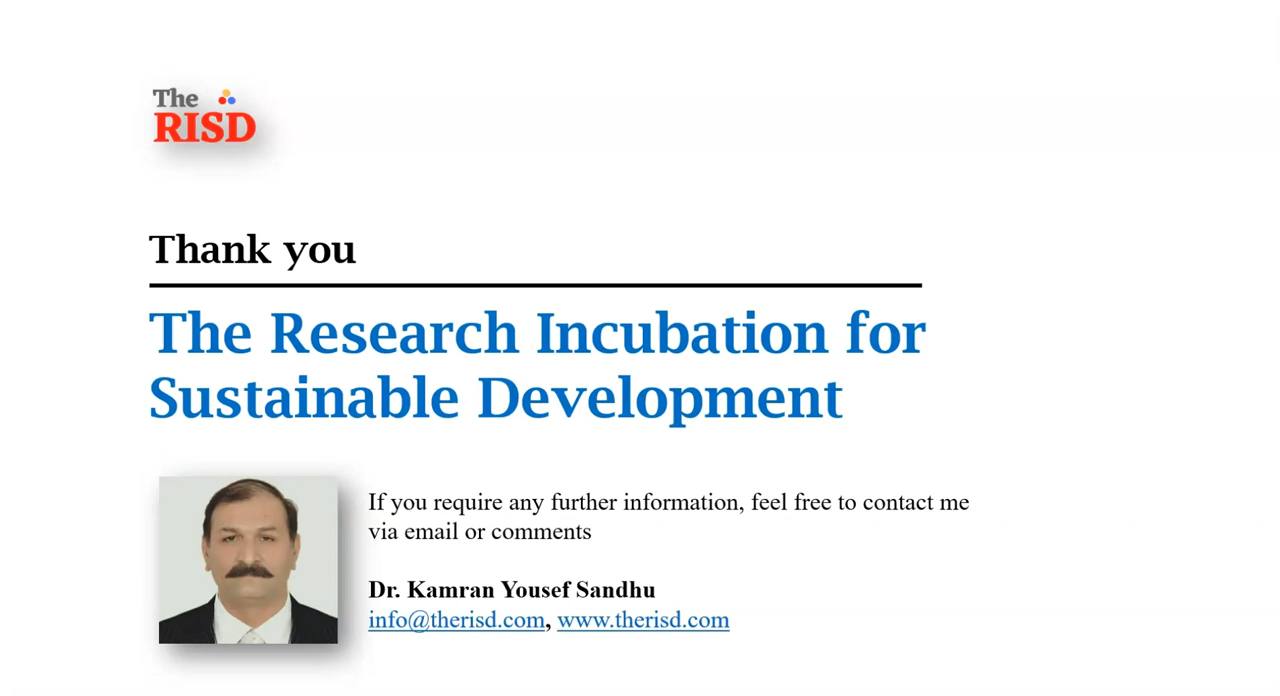 The
RISD
Thank you
The Research Incubation for
Sustainable Development
If you require any further information, feel free to contact me
via email or comments
Dr. Kamran Yousef Sandhu
info@therisd.com, www.therisd.com